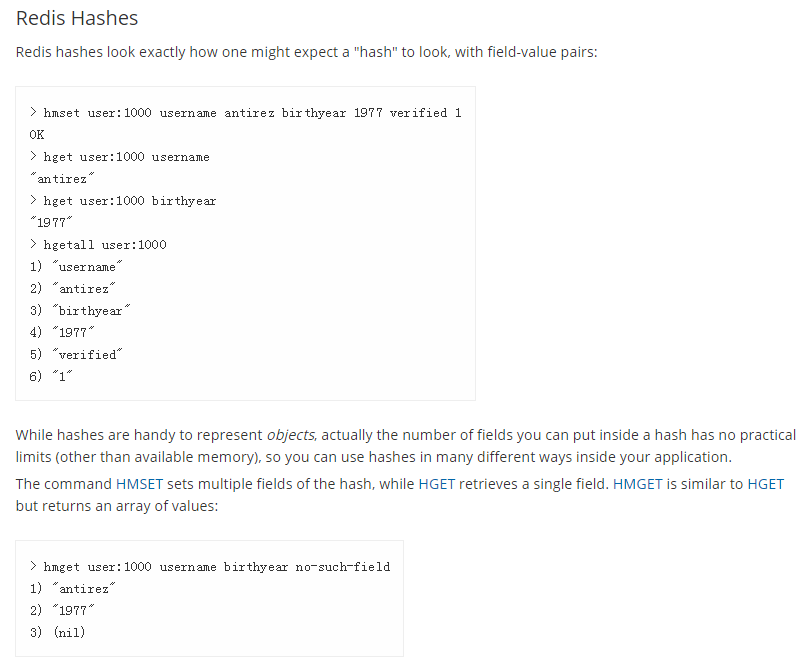 Redis Hashes
Redis hashes look exactly how one might expect a "hash" to look, with field-value pairs:
> hmset user:1000 username antirez birthyear 1977 verified 1
OK
> hget user:1000 username
"antirez"
> hget user:1000 birthyear
"1977"
> hgetall user:1000
1) "username"
2) "antirez"
3) "birthyear"
4) "1977"
5) "verified"
6) "1"
While hashes are handy to represent objects, actually the number of fields you can put inside a hash has no practical
limits (other than available memory), so you can use hashes in many different ways inside your application.
The command HMSET sets multiple fields of the hash, while HGET retrieves a single field. HMGET is similar to HGET
but returns an array of values:
> hmget user:1000 username birthyear no-such-field
1) "antirez"
2) "1977"
3) (nil)